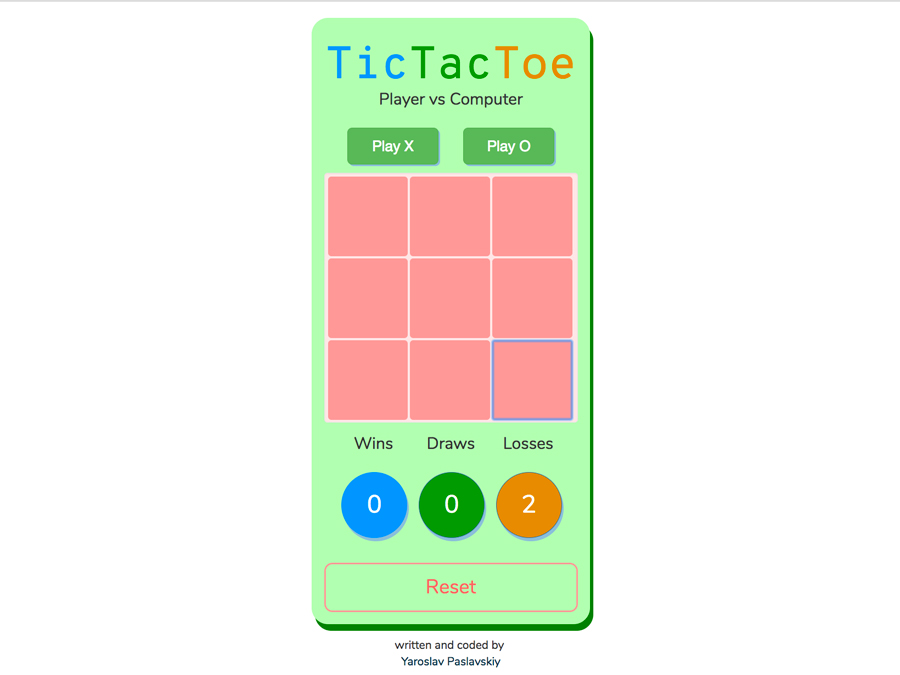 TicTacToe
Player vs Computer
Play X Play O
Wins Draws Losses
0 0 2
Reset
written and coded by
Yaroslav Paslavskiy